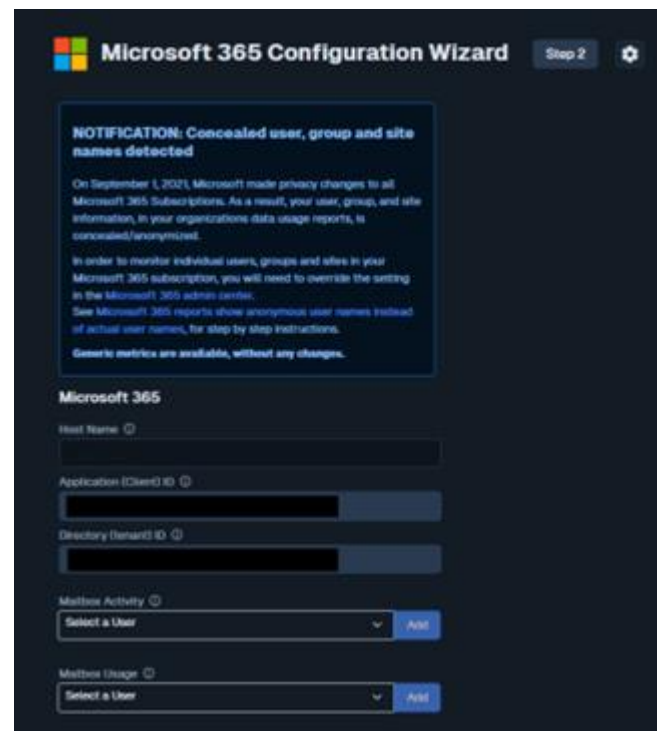 Microsoft 365 Configuration Wizard
Step 2
NOTIFICATION: Concealed user, group and site
names detected
On September 1, 2021, Microsoft made privacy changes to all
Microsoft 365 Subscriptions. As a result, your user, group, and site
information, in your organizations data usage reports, is
concealed/anonymized.
In order to monitor individual users, groups and sites in your
Microsoft 365 subscription, you will need to override the setting
in the Microsoft 365 admin center.
See Microsoft 365 reports show anonymous user names instead
of actual user names, for step by step instructions.
Generic metrics are available, without any changes.
Microsoft 365
Host Name
Application (Client) ID
Directory (tenant) ID
Mailbox Activity
Select a User
Add
Mailbox Usage
Select a User
Add